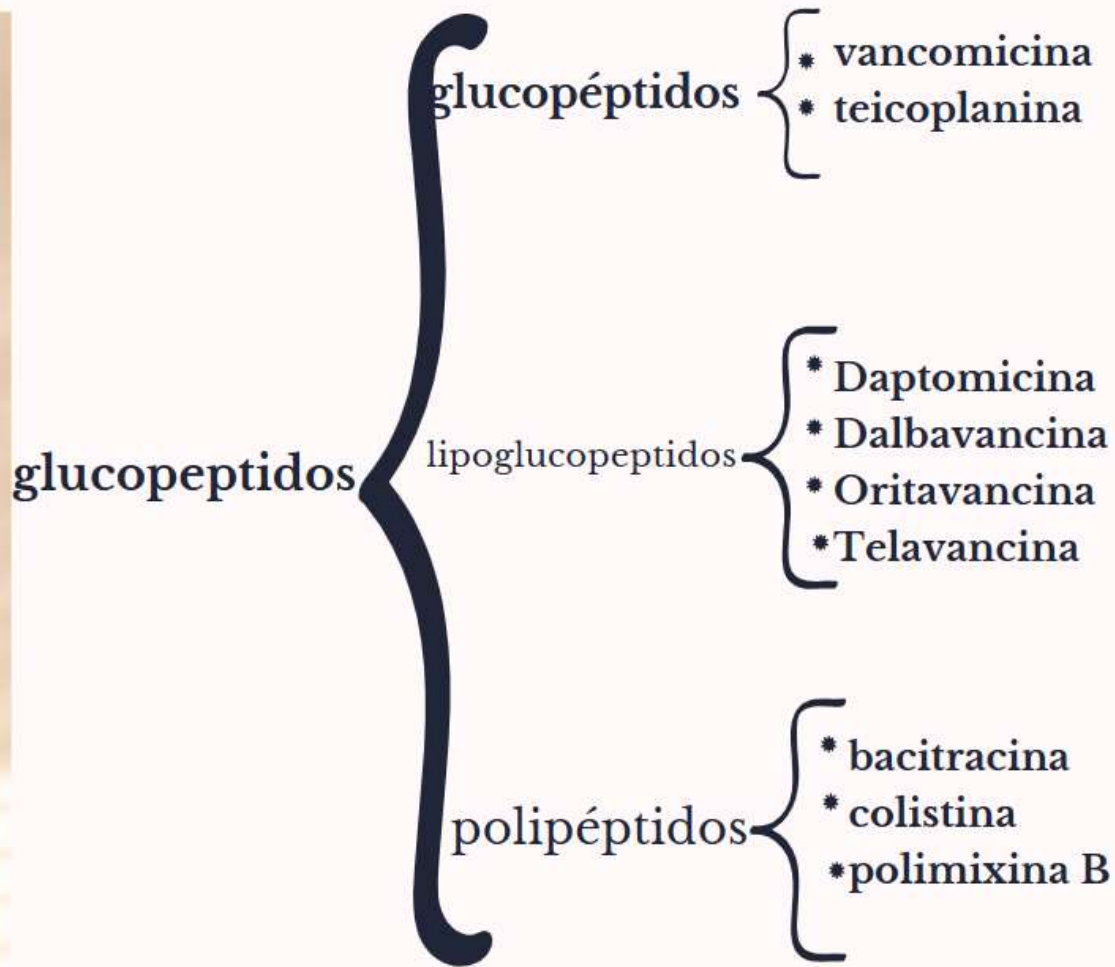 glucopeptidos
glucopéptidos
vancomicina
teicoplanina
lipoglucopeptidos
Daptomicina
Dalbavancina
Oritavancina
Telavancina
polipéptidos
bacitracina
colistina
polimixina B